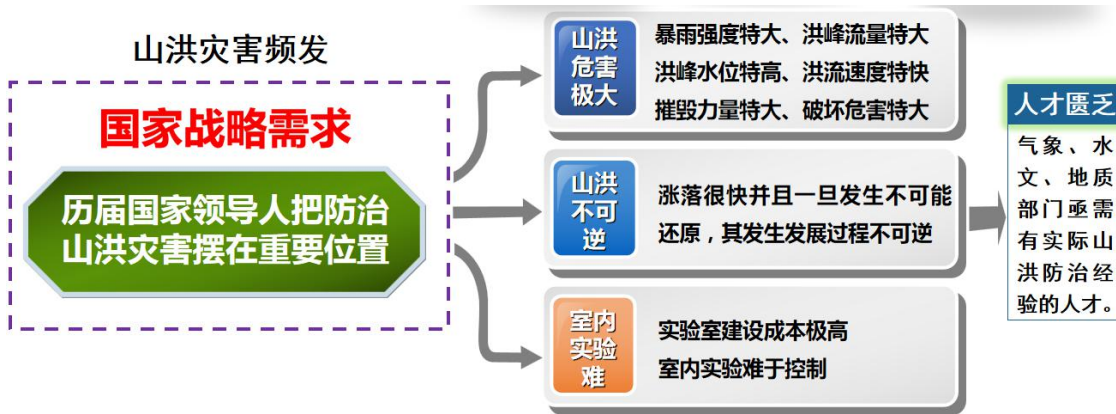 山洪灾害频发
国家战略需求
历届国家领导人把防治
山洪灾害摆在重要位置
山洪
危害
极大
暴雨强度特大、洪峰流量特大
洪峰水位特高、洪流速度特快
摧毁力量特大、破坏危害特大
山洪
不可
逆
涨落很快并且一旦发生不可能
还原，其发生发展过程不可逆
室内
实验
难
实验室建设成本极高
室内实验难于控制
人才匮乏
气象、水
文、地质
部门亟需
有实际山
洪防治经
验的人才。